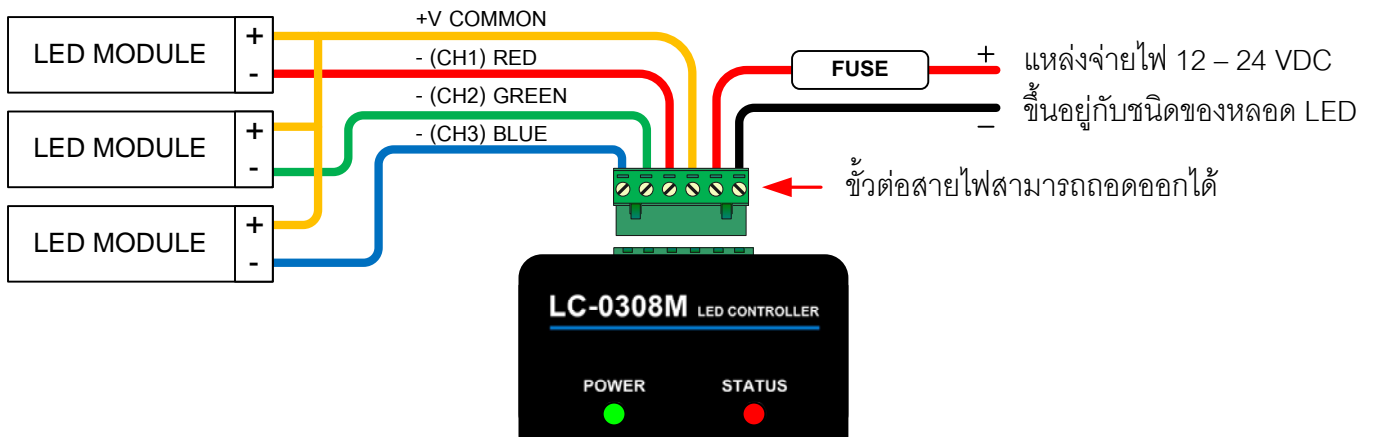 LED MODULE
+
-
LED MODULE
+
-
LED MODULE
+
-
+V COMMON
- (CH1) RED
- (CH2) GREEN
- (CH3) BLUE
FUSE
+
–
แหล่งจ่ายไฟ 12 – 24 VDC
ขึ้นอยู่กับชนิดของหลอด LED
ขั้วต่อสายไฟสามารถถอดออกได้
LC-0308M LED CONTROLLER
POWER STATUS